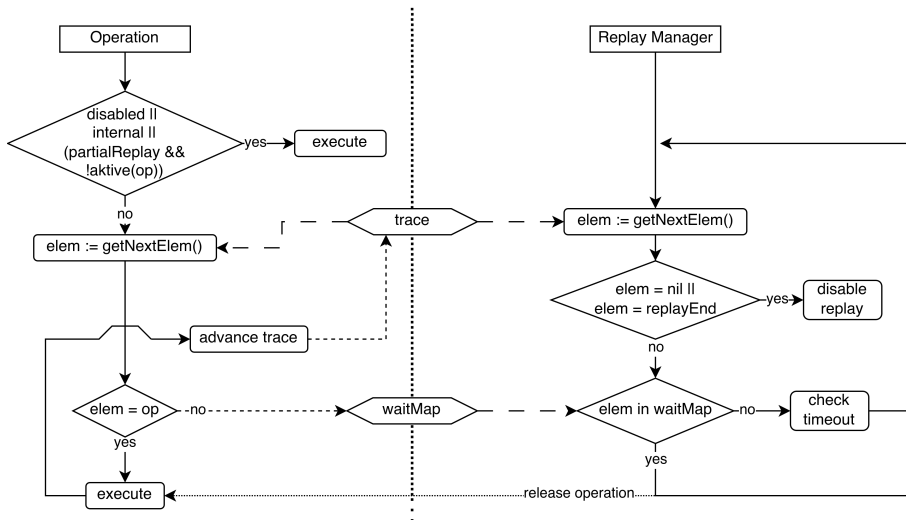 Operation
disabled ||
internal ||
(partialReplay &&
!aktive(op))
yes
execute
no
elem := getNextElem()
advance trace
elem = op
no
yes
execute
trace
waitMap
release operation
Replay Manager
elem := getNextElem()
elem = nil ||
elem = replayEnd
yes
disable
replay
no
elem in waitMap
no
check
timeout
yes